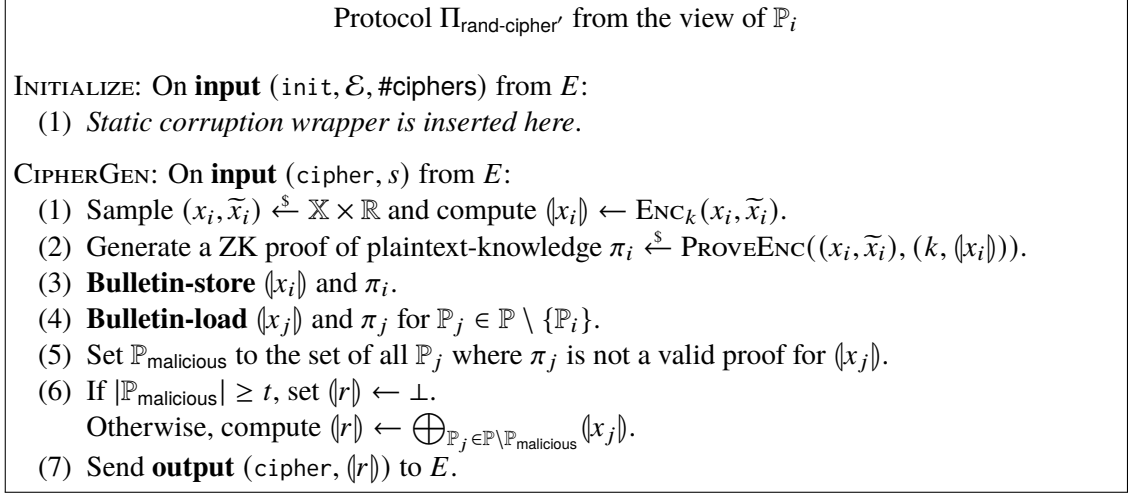 Protocol Π_rand-cipher′ from the view of ℙ_i
INITIALIZE: On input (init, ℰ, #ciphers) from E:
(1) Static corruption wrapper is inserted here.
CIPHERGEN: On input (cipher, s) from E:
(1) Sample (x_i, x̃_i) ←$ 𝕏 × ℝ and compute ⦇x_i⦈ ← ENC_k(x_i, x̃_i).
(2) Generate a ZK proof of plaintext-knowledge π_i ←$ PROVEENC((x_i, x̃_i), (k, ⦇x_i⦈)).
(3) Bulletin-store ⦇x_i⦈ and π_i.
(4) Bulletin-load ⦇x_j⦈ and π_j for ℙ_j ∈ ℙ \ {ℙ_i}.
(5) Set ℙ_malicious to the set of all ℙ_j where π_j is not a valid proof for ⦇x_j⦈.
(6) If |ℙ_malicious| ≥ t, set ⦇r⦈ ← ⊥.
Otherwise, compute ⦇r⦈ ← ⨁_{ℙ_j∈ℙ\ℙ_malicious} ⦇x_j⦈.
(7) Send output (cipher, ⦇r⦈) to E.